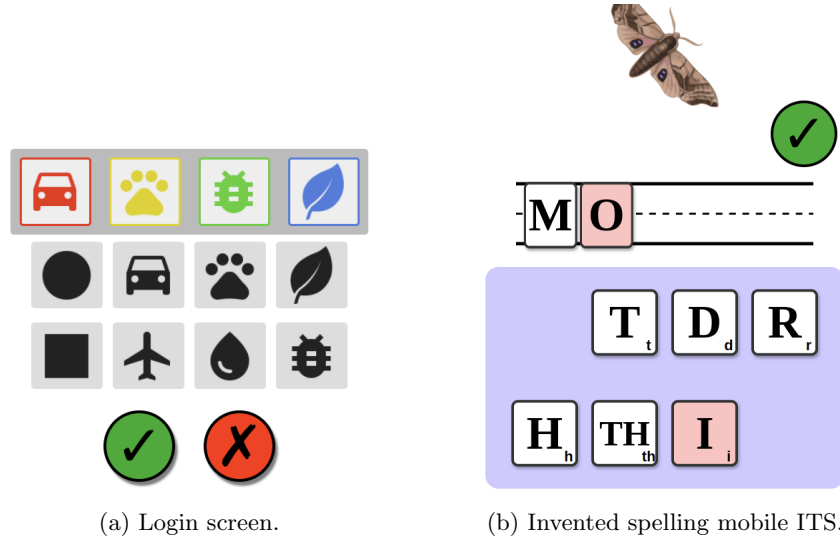 M O
T t D d R r
H h TH th I i
(a) Login screen.
(b) Invented spelling mobile ITS.